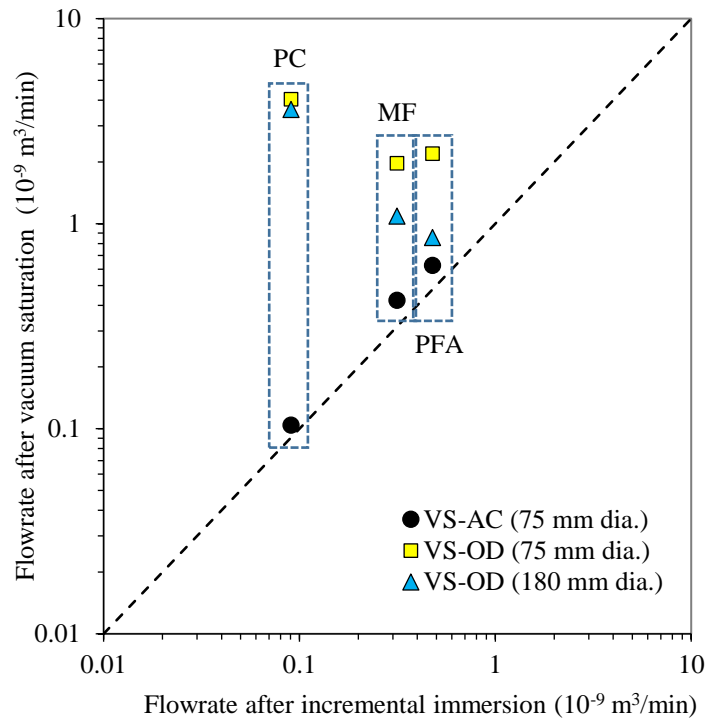 10
PC
MF
1
PFA
0.1
VS-AC (75 mm dia.)
VS-OD (75 mm dia.)
VS-OD (180 mm dia.)
0.01
0.01
0.1
1
10
Flowrate after vacuum saturation (10⁻⁹ m³/min)
Flowrate after incremental immersion (10⁻⁹ m³/min)